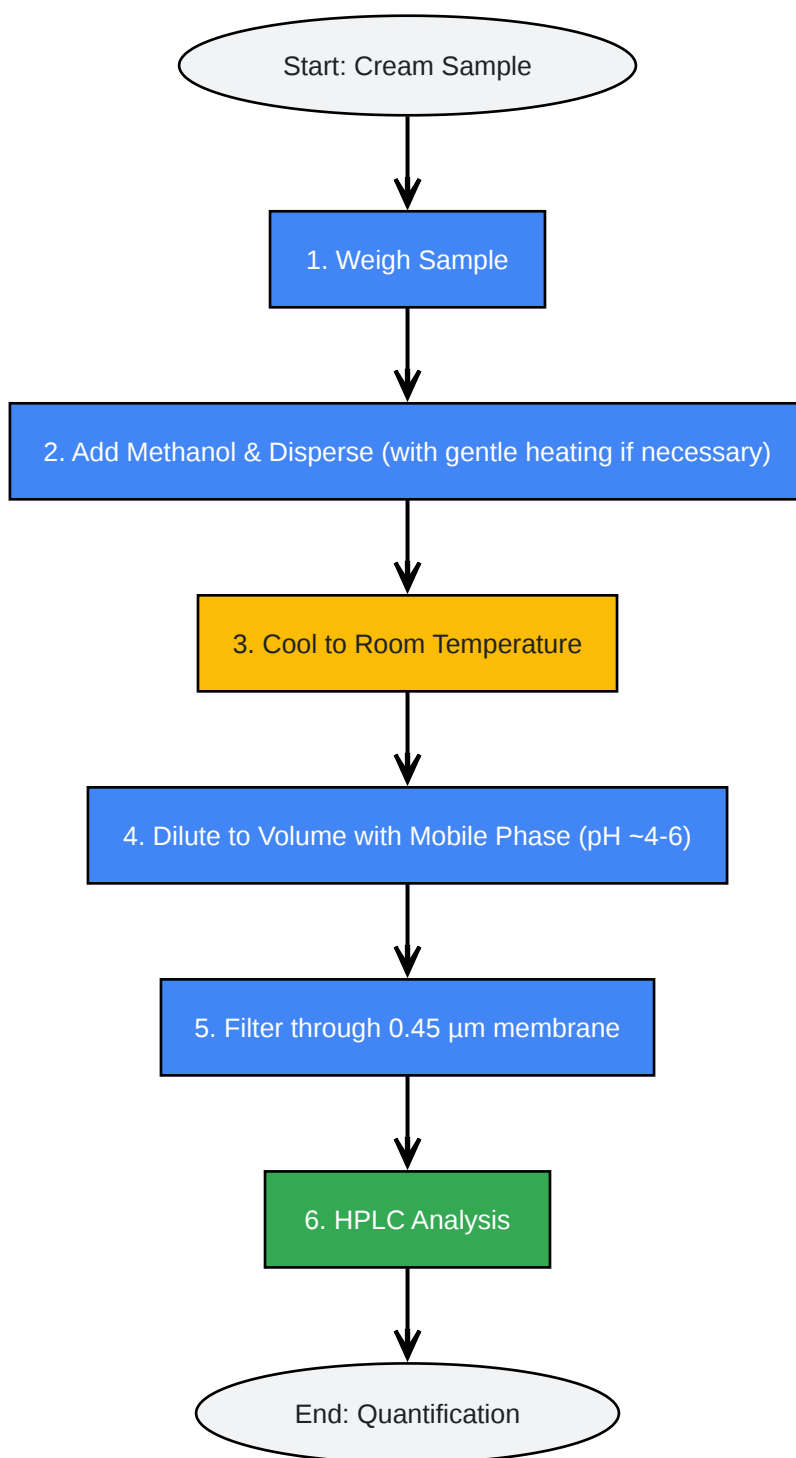 Start: Cream Sample
1. Weigh Sample
2. Add Methanol & Disperse (with gentle heating if necessary)
3. Cool to Room Temperature
4. Dilute to Volume with Mobile Phase (pH ~4-6)
5. Filter through 0.45 µm membrane
6. HPLC Analysis
End: Quantification